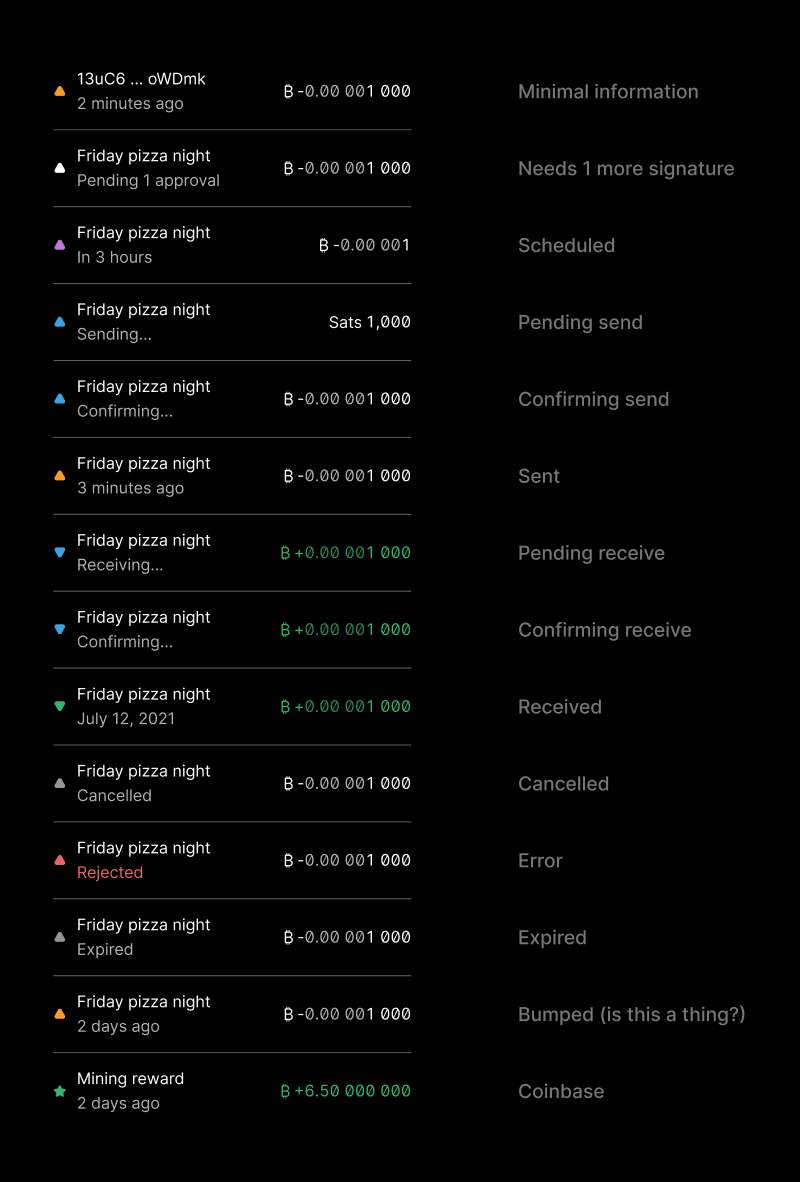 13uC6 ... oWDmk
2 minutes ago
₿ -0.00 001 000
Minimal information
Friday pizza night
Pending 1 approval
₿ -0.00 001 000
Needs 1 more signature
Friday pizza night
In 3 hours
₿ -0.00 001
Scheduled
Friday pizza night
Sending...
Sats 1,000
Pending send
Friday pizza night
Confirming...
₿ -0.00 001 000
Confirming send
Friday pizza night
3 minutes ago
₿ -0.00 001 000
Sent
Friday pizza night
Receiving...
₿ +0.00 001 000
Pending receive
Friday pizza night
Confirming...
₿ +0.00 001 000
Confirming receive
Friday pizza night
July 12, 2021
₿ +0.00 001 000
Received
Friday pizza night
Cancelled
₿ -0.00 001 000
Cancelled
Friday pizza night
Rejected
₿ -0.00 001 000
Error
Friday pizza night
Expired
₿ -0.00 001 000
Expired
Friday pizza night
2 days ago
₿ -0.00 001 000
Bumped (is this a thing?)
Mining reward
2 days ago
₿ +6.50 000 000
Coinbase